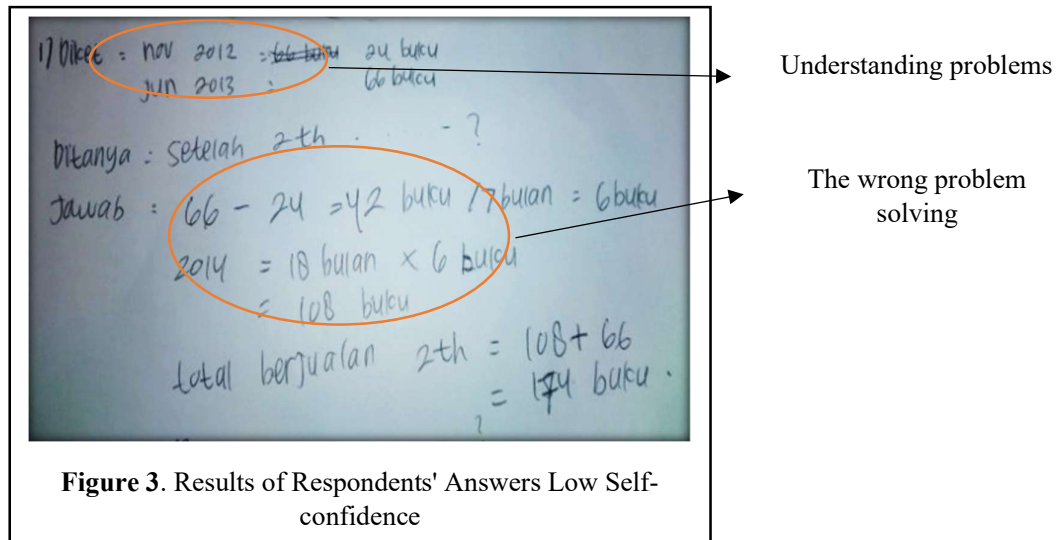 1) Diket = nov 2012 = 66 buku 24 buku
jun 2013 = 66 buku
Ditanya : setelah 2 th . . . - ?
Jawab : 66 - 24 = 42 buku / 7 bulan = 6 buku
2014 = 18 bulan × 6 buku
= 108 buku
total berjualan 2 th = 108 + 66
= 174 buku .
?
Understanding problems
The wrong problem
solving
Figure 3. Results of Respondents' Answers Low Self-
confidence